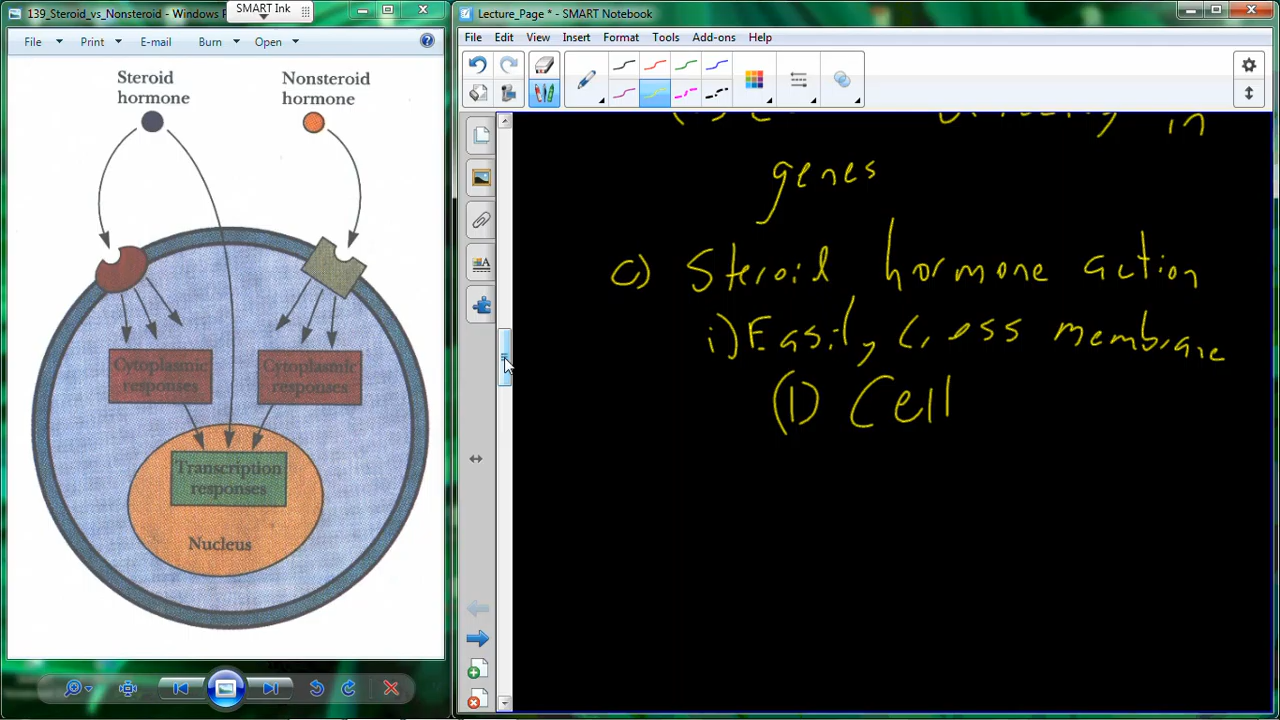 139_Steroid_vs_Nonsteroid - Windows P
SMART Ink
File Print E-mail Burn Open
Steroid hormone
Nonsteroid hormone
Cytoplasmic responses
Cytoplasmic responses
Transcription responses
Nucleus
Lecture_Page * - SMART Notebook
File Edit View Insert Format Tools Add-ons Help
in
genes
c) Steroid hormone action
i) Easily cross membrane
(1) Cell